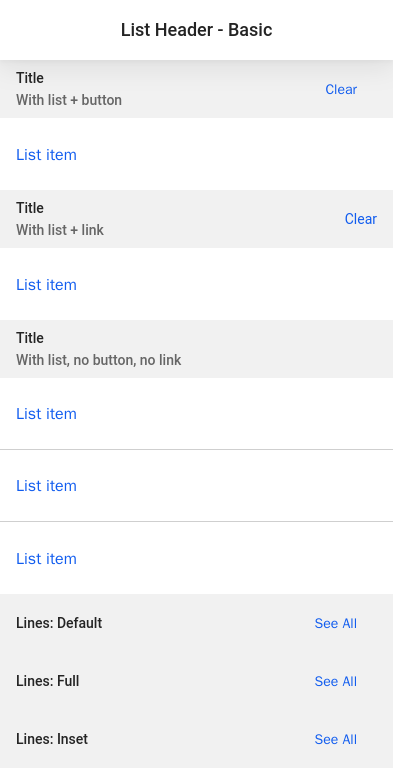 List Header - Basic
Title
With list + button
Clear
List item
Title
With list + link
Clear
List item
Title
With list, no button, no link
List item
List item
List item
Lines: Default
See All
Lines: Full
See All
Lines: Inset
See All